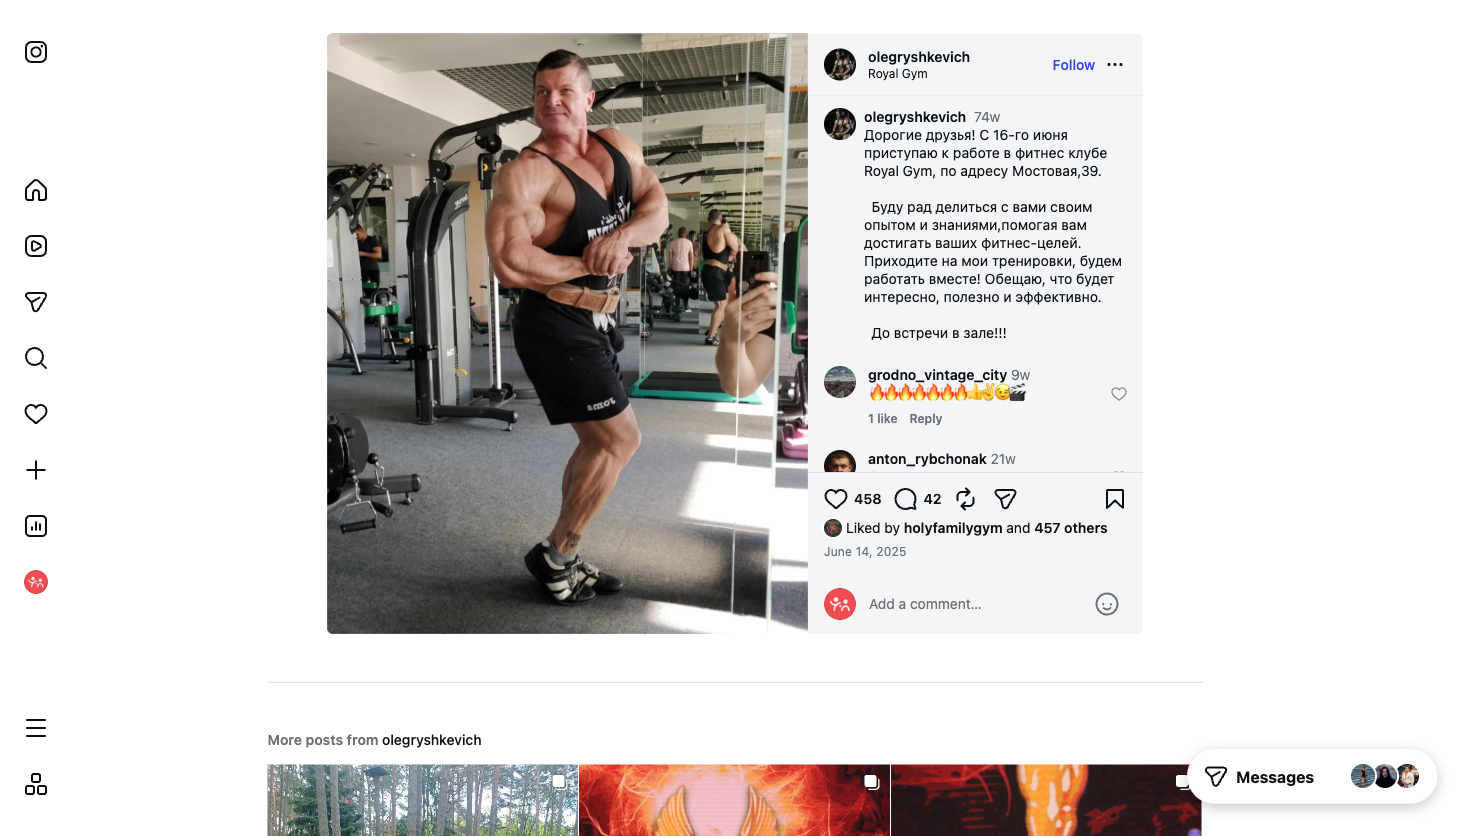 olegryshkevich
Royal Gym
Follow
olegryshkevich 74w
Дорогие друзья! С 16-го июня
приступаю к работе в фитнес клубе
Royal Gym, по адресу Мостовая,39.
Буду рад делиться с вами своим
опытом и знаниями,помогая вам
достигать ваших фитнес-целей.
Приходите на мои тренировки, будем
работать вместе! Обещаю, что будет
интересно, полезно и эффективно.
До встречи в зале!!!
grodno_vintage_city 9w
🔥🔥🔥🔥🔥🔥🔥👍✌️😉🎬
1 like Reply
anton_rybchonak 21w
458 42
Liked by holyfamilygym and 457 others
June 14, 2025
Add a comment...
More posts from olegryshkevich
Messages